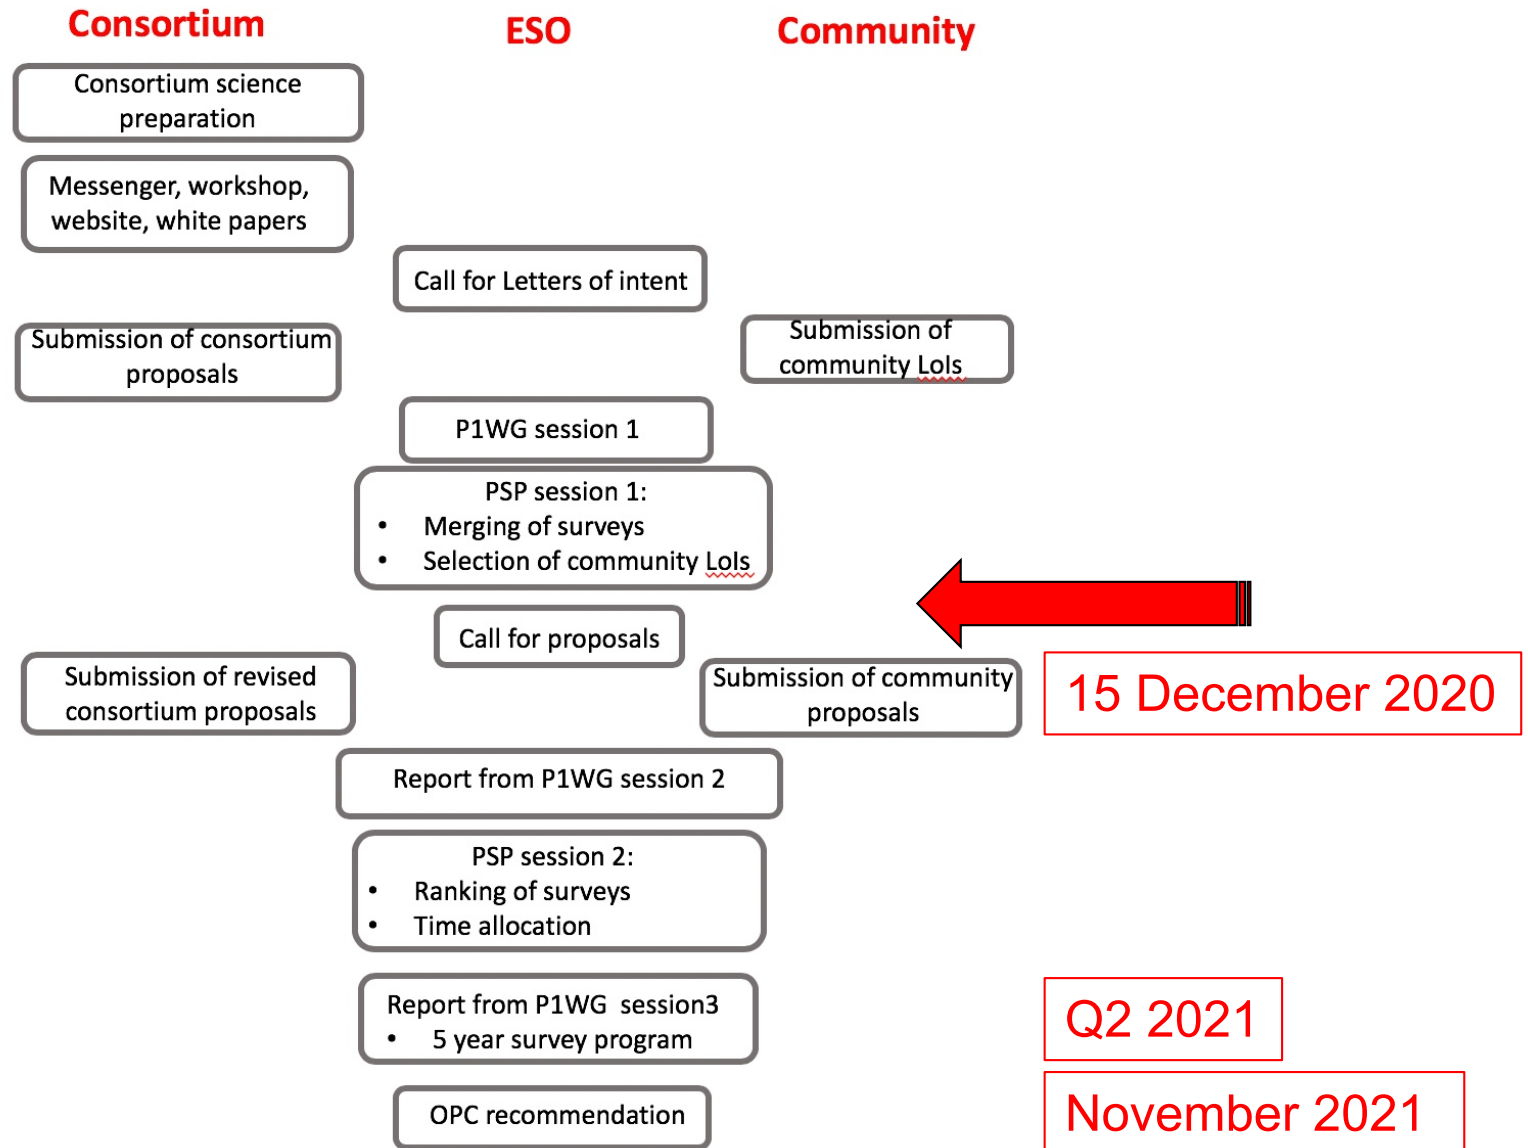 Consortium
ESO
Community
Consortium science
preparation
Messenger, workshop,
website, white papers
Call for Letters of intent
Submission of consortium
proposals
Submission of
community LoIs
P1WG session 1
PSP session 1:
• Merging of surveys
• Selection of community LoIs
Call for proposals
Submission of revised
consortium proposals
Submission of community
proposals
15 December 2020
Report from P1WG session 2
PSP session 2:
• Ranking of surveys
• Time allocation
Report from P1WG session3
• 5 year survey program
Q2 2021
OPC recommendation
November 2021